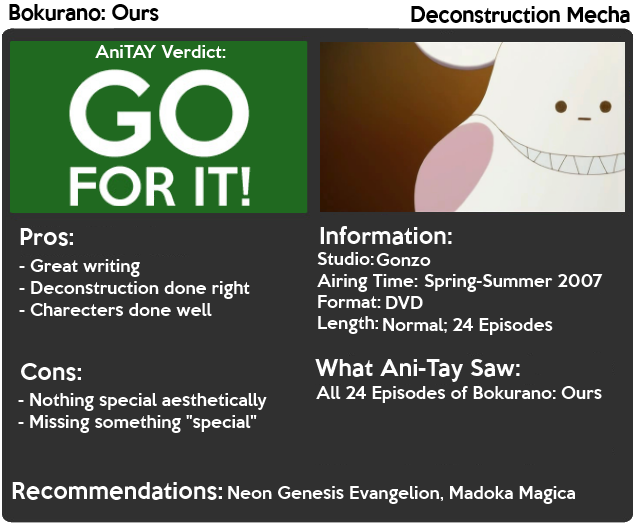 Bokurano: Ours
Deconstruction Mecha
AniTAY Verdict:
GO
FOR IT!
Pros:
- Great writing
- Deconstruction done right
- Charecters done well
Cons:
- Nothing special aesthetically
- Missing something "special"
Information:
Studio: Gonzo
Airing Time: Spring-Summer 2007
Format: DVD
Length: Normal; 24 Episodes
What Ani-Tay Saw:
All 24 Episodes of Bokurano: Ours
Recommendations: Neon Genesis Evangelion, Madoka Magica